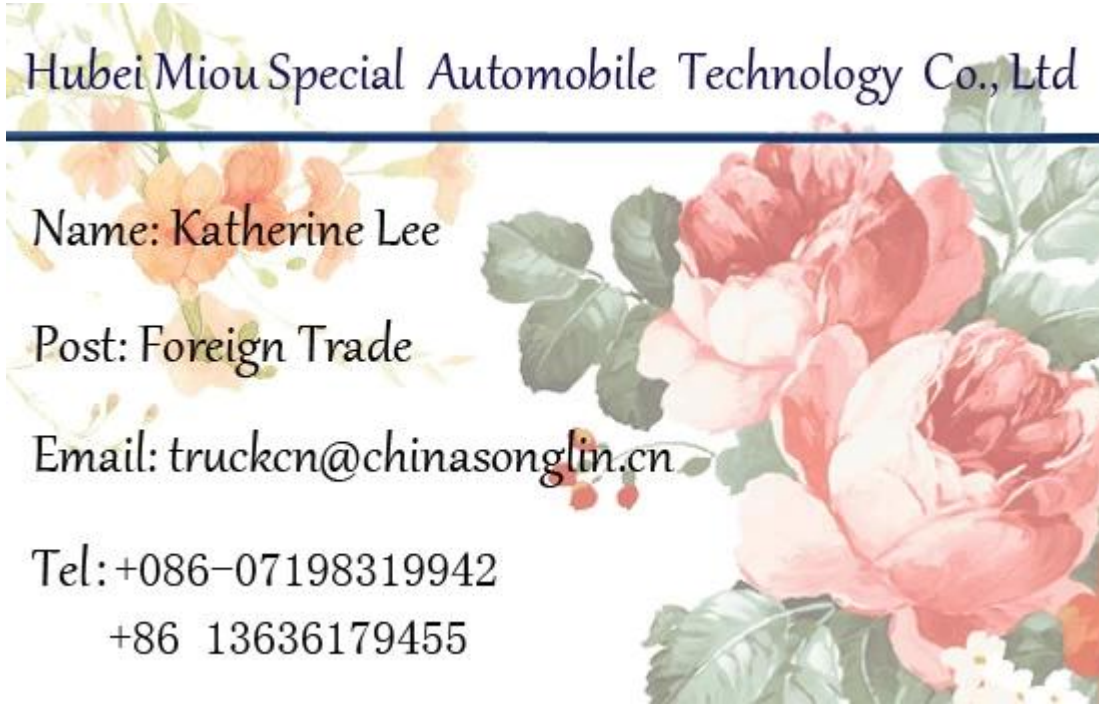 Hubei Miou Special Automobile Technology Co., Ltd
Name: Katherine Lee
Post: Foreign Trade
Email: truckcn@chinasonglin.cn
Tel: +086-07198319942
+86 13636179455